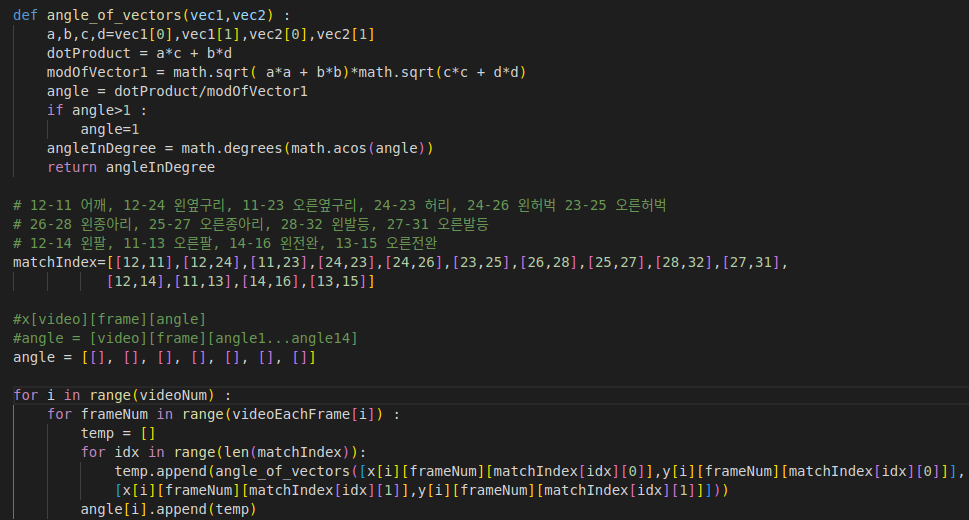 def angle_of_vectors(vec1,vec2) :
    a,b,c,d=vec1[0],vec1[1],vec2[0],vec2[1]
    dotProduct = a*c + b*d
    modOfVector1 = math.sqrt( a*a + b*b)*math.sqrt(c*c + d*d)
    angle = dotProduct/modOfVector1
    if angle>1 :
        angle=1
    angleInDegree = math.degrees(math.acos(angle))
    return angleInDegree

# 12-11 어깨, 12-24 왼옆구리, 11-23 오른옆구리, 24-23 허리, 24-26 왼허벅 23-25 오른허벅
# 26-28 왼종아리, 25-27 오른종아리, 28-32 왼발등, 27-31 오른발등
# 12-14 왼팔, 11-13 오른팔, 14-16 왼전완, 13-15 오른전완
matchIndex=[[12,11],[12,24],[11,23],[24,23],[24,26],[23,25],[26,28],[25,27],[28,32],[27,31],
           [12,14],[11,13],[14,16],[13,15]]

#x[video][frame][angle]
#angle = [video][frame][angle1...angle14]
angle = [[], [], [], [], [], [], []]

for i in range(videoNum) :
    for frameNum in range(videoEachFrame[i]) :
        temp = []
        for idx in range(len(matchIndex)):
            temp.append(angle_of_vectors([x[i][frameNum][matchIndex[idx][0]],y[i][frameNum][matchIndex[idx][0]]],
            [x[i][frameNum][matchIndex[idx][1]],y[i][frameNum][matchIndex[idx][1]]]))
        angle[i].append(temp)